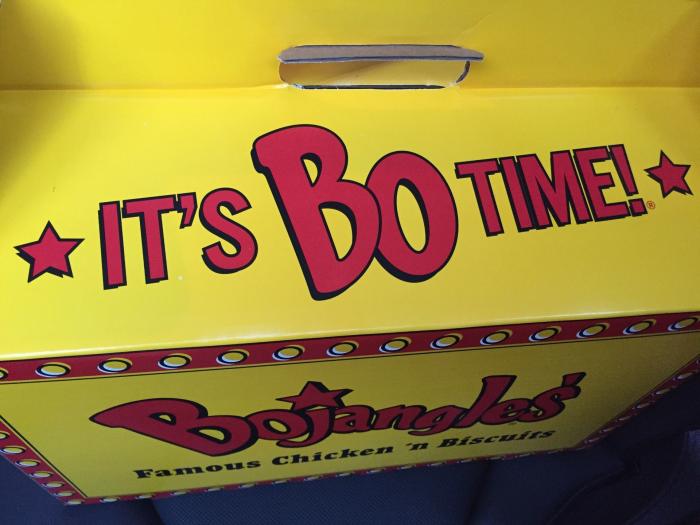 IT'S BO TIME!®
Bojangles'
Famous Chicken 'n Biscuits